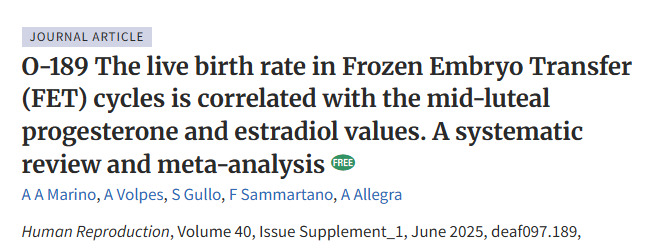 JOURNAL ARTICLE
O-189 The live birth rate in Frozen Embryo Transfer
(FET) cycles is correlated with the mid-luteal
progesterone and estradiol values. A systematic
review and meta-analysis FREE
A A Marino, A Volpes, S Gullo, F Sammartano, A Allegra
Human Reproduction, Volume 40, Issue Supplement_1, June 2025, deaf097.189,